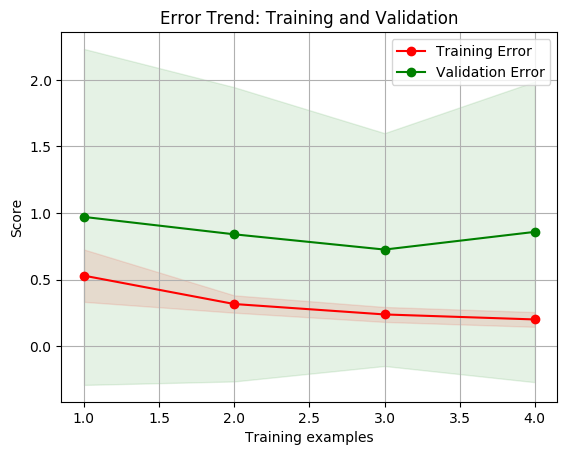 Error Trend: Training and Validation
Training Error
Validation Error
Score
2.0
1.5
1.0
0.5
0.0
1.0 1.5 2.0 2.5 3.0 3.5 4.0
Training examples